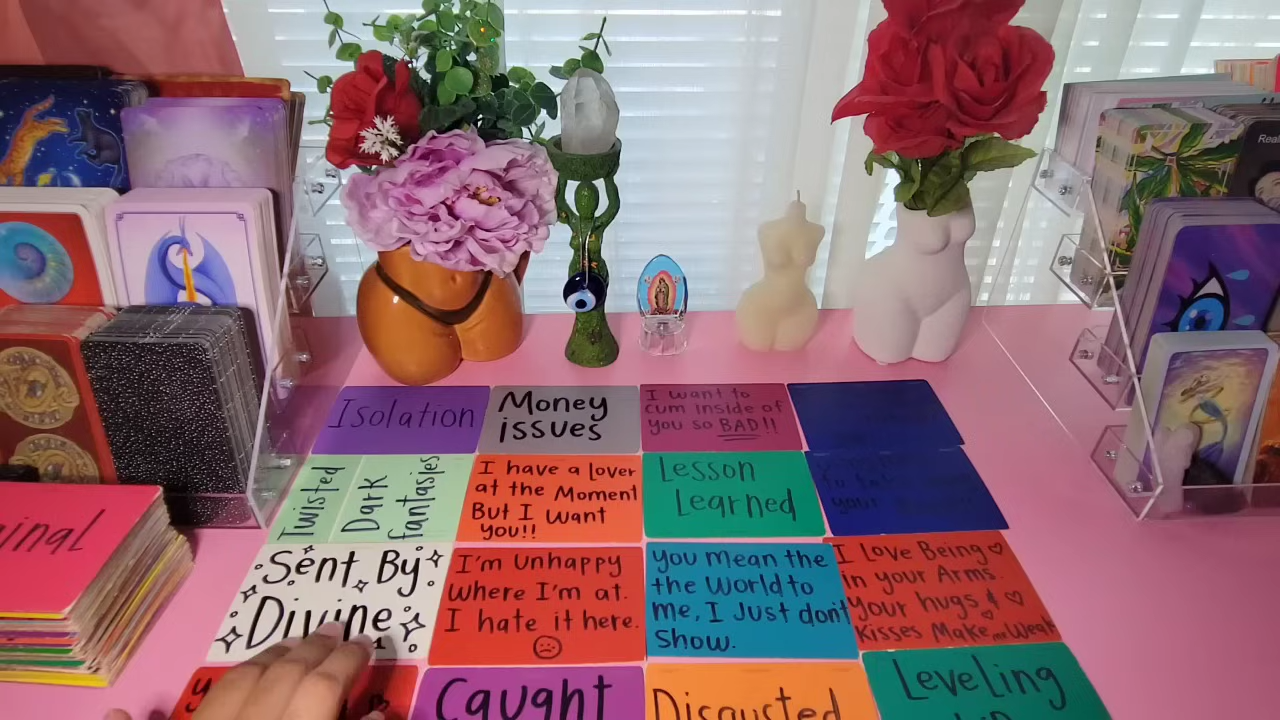 Isolation
Money
issues
I want to
cum inside of
you so BAD!!
Twisted
Dark
fantasies
I have a lover
at the Moment
But I Want
you!!
Lesson
Learned
your
Sent By
Divine
I'm Unhappy
Where I'm at.
I hate it here.
you Mean the
the World to
me, I Just don't
Show.
I Love Being
in your Arms.
your hugs &
Kisses Make me Weak
Caught
Disgusted
Leveling